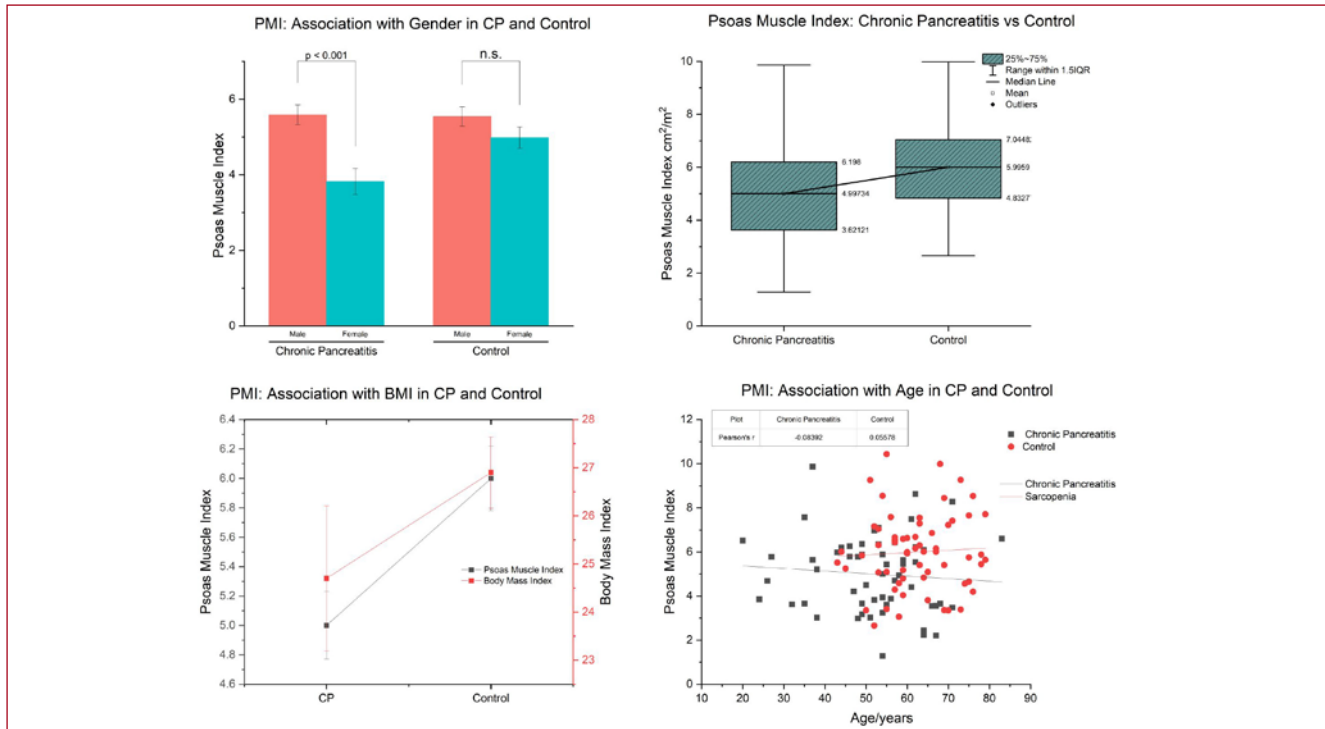 PMI: Association with Gender in CP and Control
p < 0.001
n.s.
6
4
2
0
Psoas Muscle Index
Male
Female
Male
Female
Chronic Pancreatitis
Control
Psoas Muscle Index: Chronic Pancreatitis vs Control
10
8
6
4
2
0
Psoas Muscle Index cm²/m²
25%~75%
Range within 1.5IQR
Median Line
Mean
Outliers
6.198
4.99734
3.62121
7.0448
5.9959
4.8327
Chronic Pancreatitis
Control
PMI: Association with BMI in CP and Control
6.4
6.2
6.0
5.8
5.6
5.4
5.2
5.0
4.8
4.6
Psoas Muscle Index
28
27
26
25
24
23
Body Mass Index
Psoas Muscle Index
Body Mass Index
CP
Control
PMI: Association with Age in CP and Control
12
10
8
6
4
2
0
Psoas Muscle Index
Plot Chronic Pancreatitis Control
Pearson's r -0.08392 0.05578
Chronic Pancreatitis
Control
Chronic Pancreatitis
Sarcopenia
10 20 30 40 50 60 70 80 90
Age/years